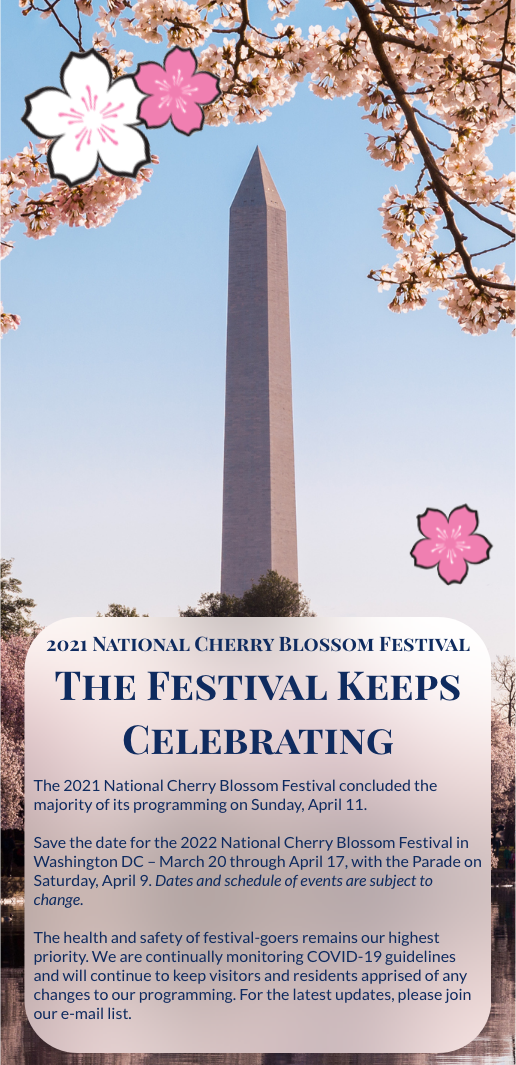 2021 National Cherry Blossom Festival
The Festival Keeps
Celebrating
The 2021 National Cherry Blossom Festival concluded the
majority of its programming on Sunday, April 11.
Save the date for the 2022 National Cherry Blossom Festival in
Washington DC – March 20 through April 17, with the Parade on
Saturday, April 9. Dates and schedule of events are subject to
change.
The health and safety of festival-goers remains our highest
priority. We are continually monitoring COVID-19 guidelines
and will continue to keep visitors and residents apprised of any
changes to our programming. For the latest updates, please join
our e-mail list.